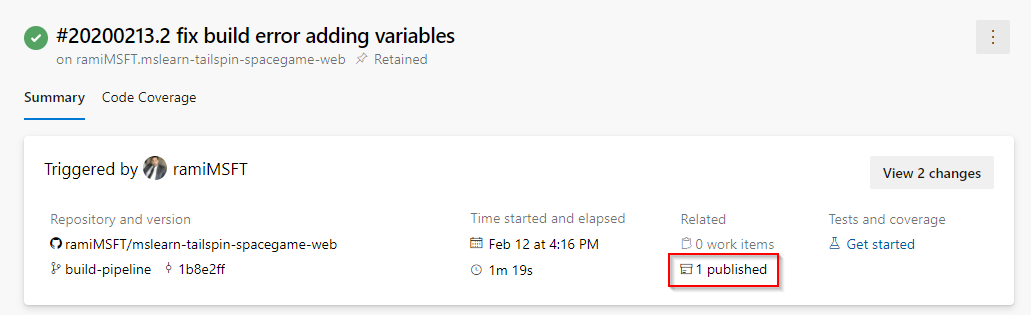 #20200213.2 fix build error adding variables
on ramiMSFT.mslearn-tailspin-spacegame-web Retained
Summary Code Coverage
Triggered by ramiMSFT
View 2 changes
Repository and version
ramiMSFT/mslearn-tailspin-spacegame-web
build-pipeline 1b8e2ff
Time started and elapsed
Feb 12 at 4:16 PM
1m 19s
Related
0 work items
1 published
Tests and coverage
Get started